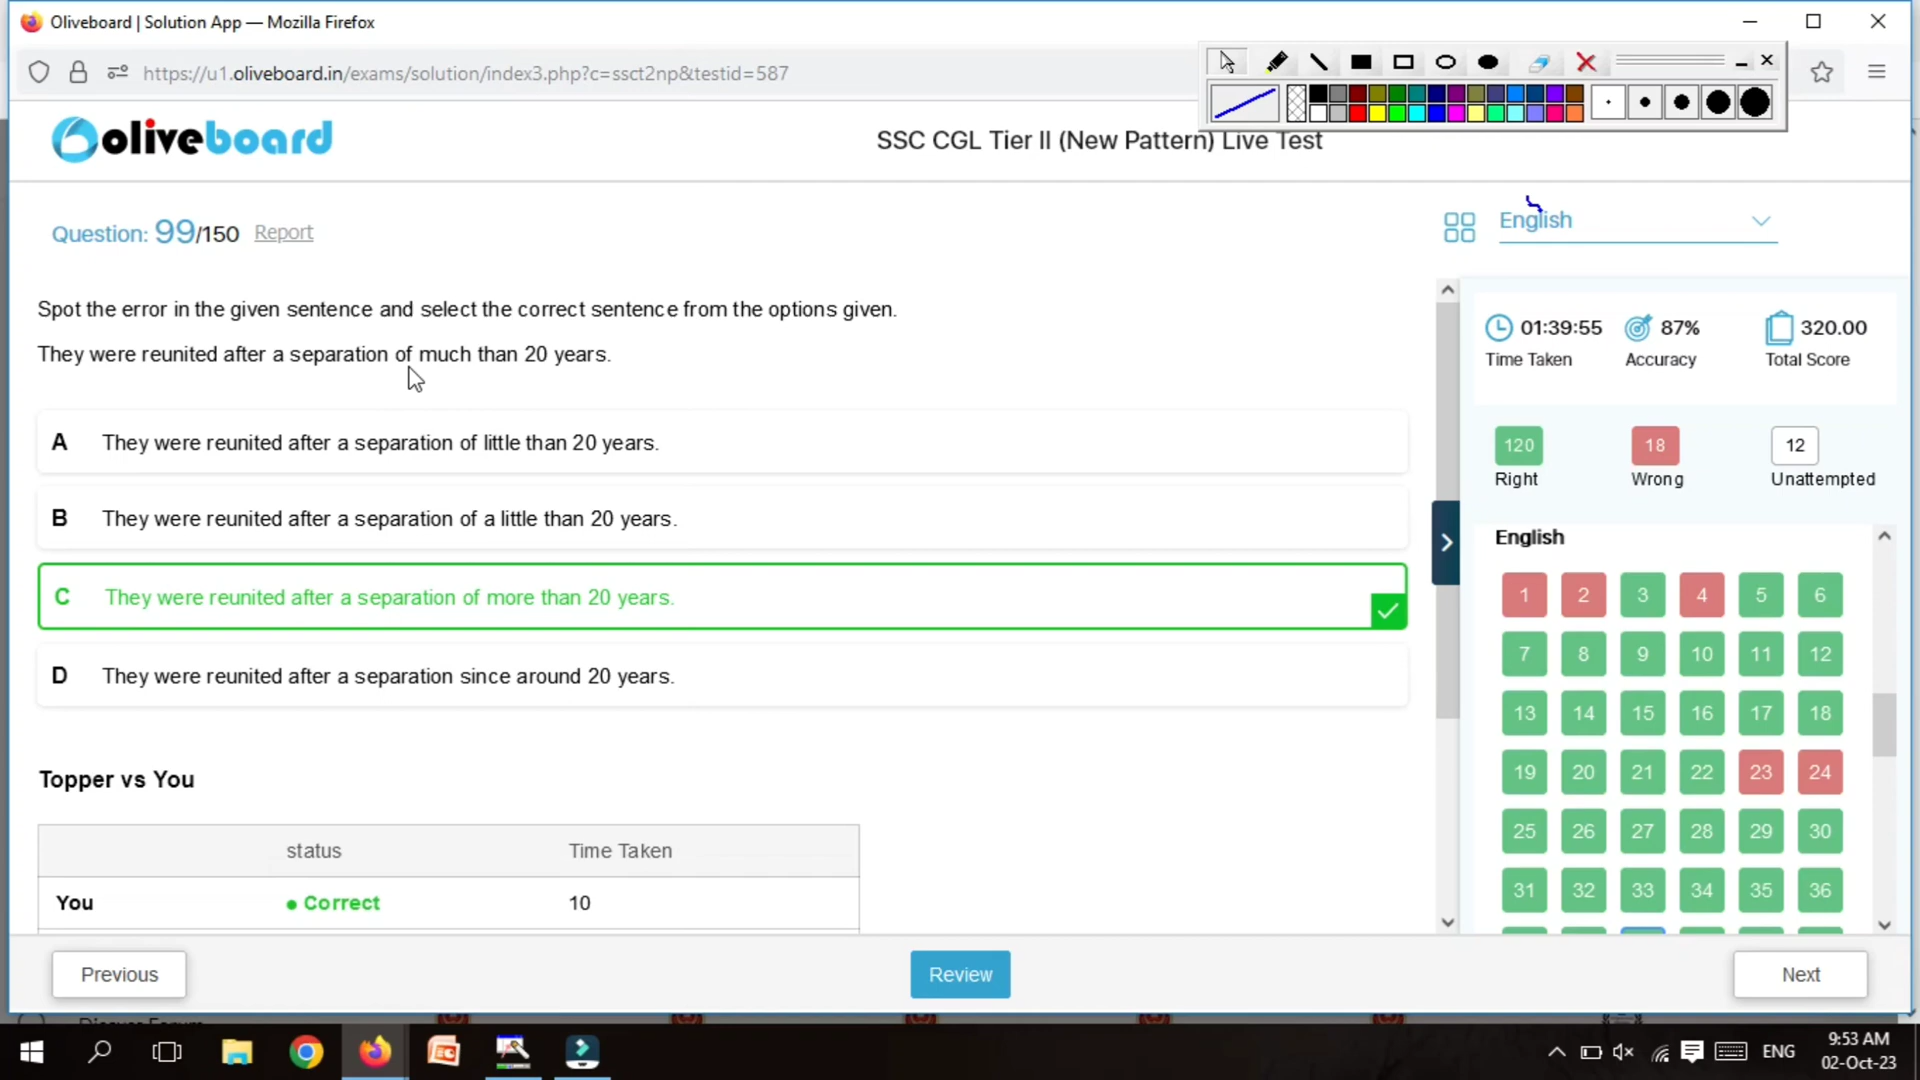 Oliveboard | Solution App — Mozilla Firefox
https://u1.oliveboard.in/exams/solution/index3.php?c=ssct2np&testid=587
oliveboard
SSC CGL Tier II (New Pattern) Live Test
Question: 99/150 Report
English
Spot the error in the given sentence and select the correct sentence from the options given.
They were reunited after a separation of much than 20 years.
A They were reunited after a separation of little than 20 years.
B They were reunited after a separation of a little than 20 years.
C They were reunited after a separation of more than 20 years.
D They were reunited after a separation since around 20 years.
Topper vs You
status Time Taken
You Correct 10
01:39:55 87% 320.00
Time Taken Accuracy Total Score
120 18 12
Right Wrong Unattempted
English
1 2 3 4 5 6
7 8 9 10 11 12
13 14 15 16 17 18
19 20 21 22 23 24
25 26 27 28 29 30
31 32 33 34 35 36
Previous Review Next
ENG
9:53 AM
02-Oct-23